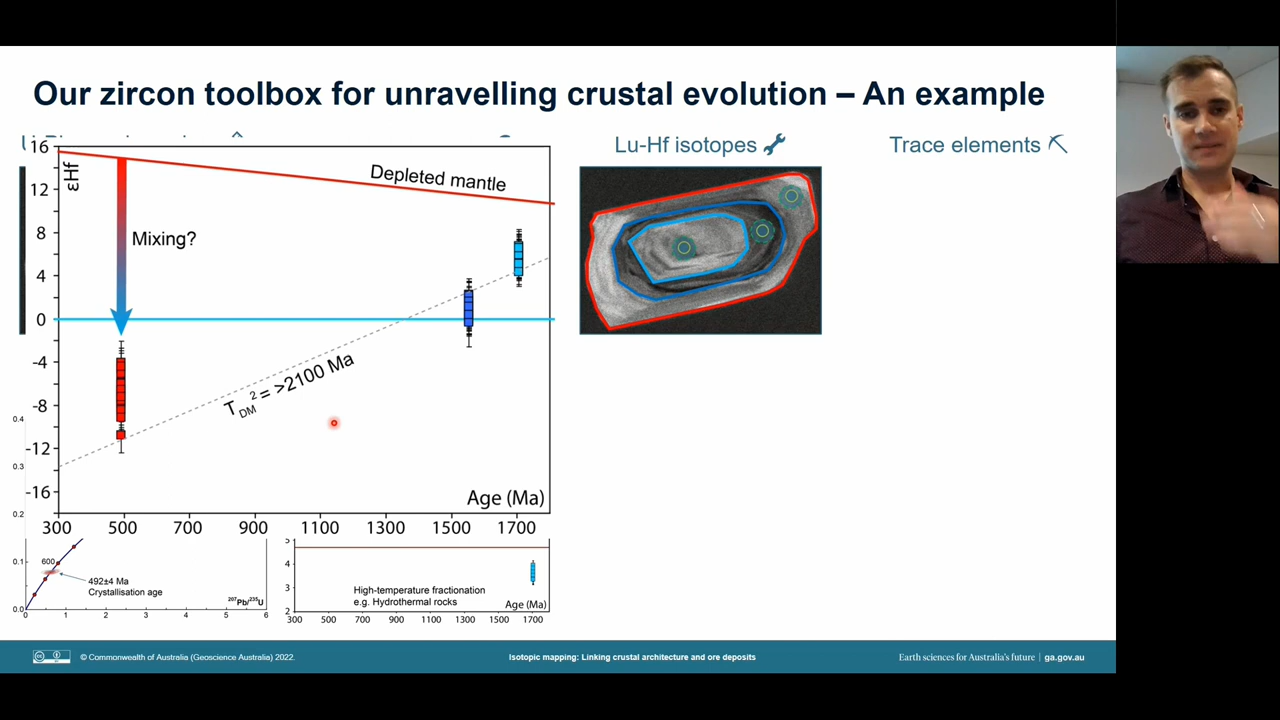 Our zircon toolbox for unravelling crustal evolution – An example
Lu-Hf isotopes
Trace elements
εHf
16
12
8
4
0
-4
-8
-12
-16
Depleted mantle
Mixing?
TDM² = >2100 Ma
Age (Ma)
300 500 700 900 1100 1300 1500 1700
0.4
0.3
0.2
0.1
0.0
600
492±4 Ma
Crystallisation age
²⁰⁷Pb/²³⁵U
0 1 2 3 4 5 6
5
4
3
2
High-temperature fractionation
e.g. Hydrothermal rocks
Age (Ma)
300 500 700 900 1100 1300 1500 1700
© Commonwealth of Australia (Geoscience Australia) 2022.
Isotopic mapping: Linking crustal architecture and ore deposits
Earth sciences for Australia's future | ga.gov.au